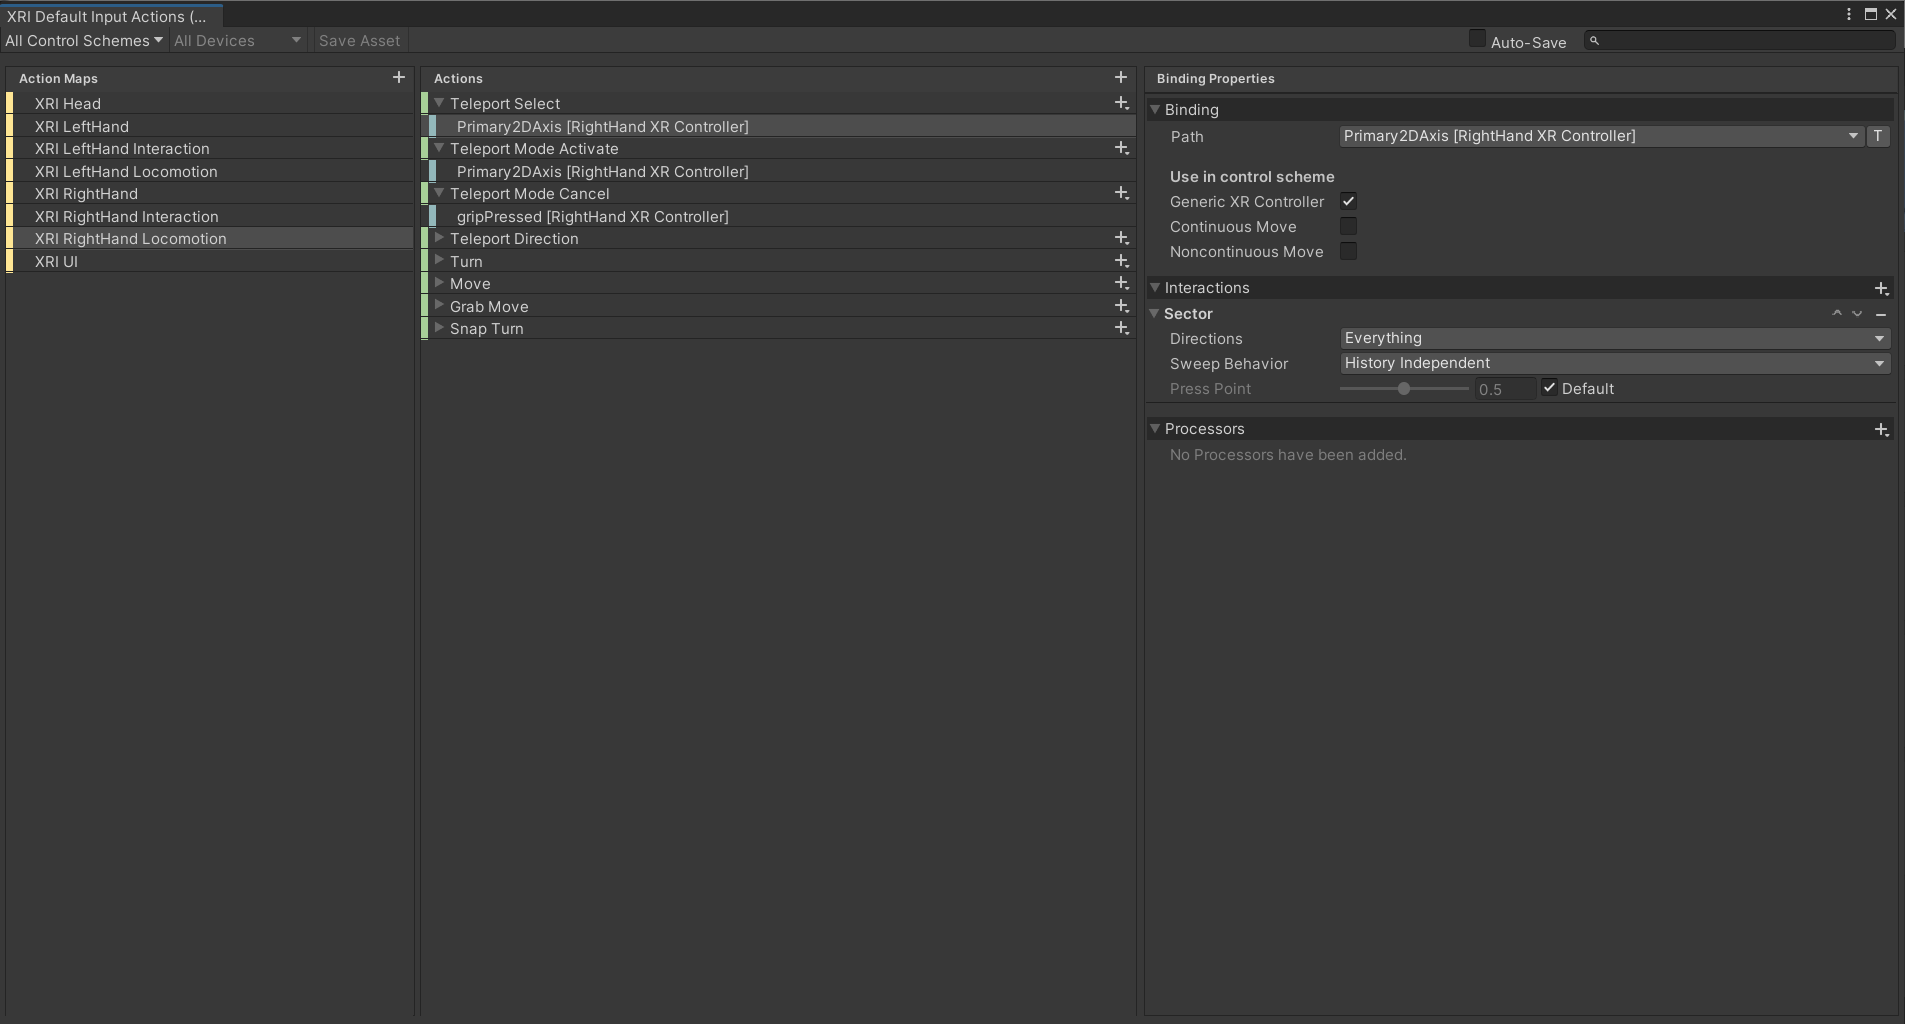 XRI Default Input Actions (...
All Control Schemes
All Devices
Save Asset
Auto-Save
Action Maps
XRI Head
XRI LeftHand
XRI LeftHand Interaction
XRI LeftHand Locomotion
XRI RightHand
XRI RightHand Interaction
XRI RightHand Locomotion
XRI UI
Actions
Teleport Select
Primary2DAxis [RightHand XR Controller]
Teleport Mode Activate
Primary2DAxis [RightHand XR Controller]
Teleport Mode Cancel
gripPressed [RightHand XR Controller]
Teleport Direction
Turn
Move
Grab Move
Snap Turn
Binding Properties
Binding
Path Primary2DAxis [RightHand XR Controller] T
Use in control scheme
Generic XR Controller
Continuous Move
Noncontinuous Move
Interactions
Sector
Directions Everything
Sweep Behavior History Independent
Press Point 0.5 Default
Processors
No Processors have been added.